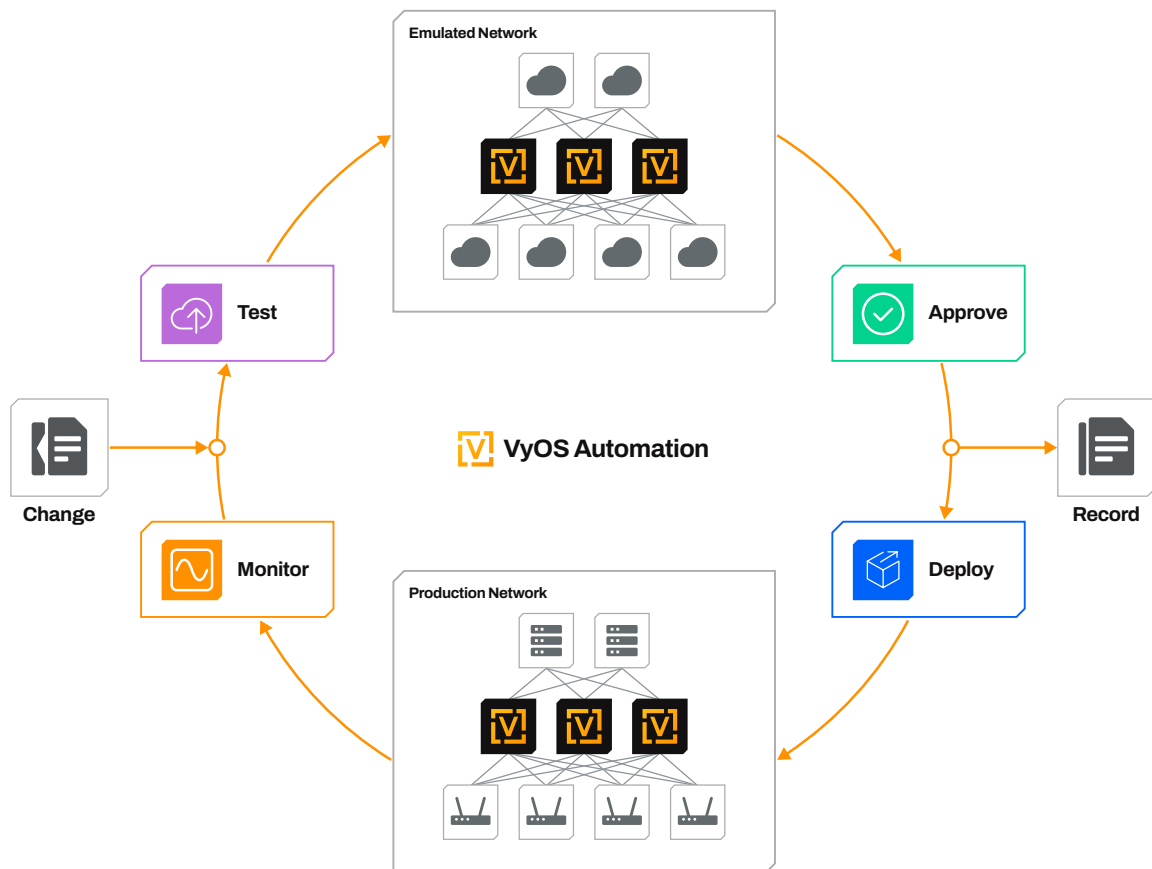 Emulated Network
Test
Approve
Change
VyOS Automation
Record
Monitor
Deploy
Production Network